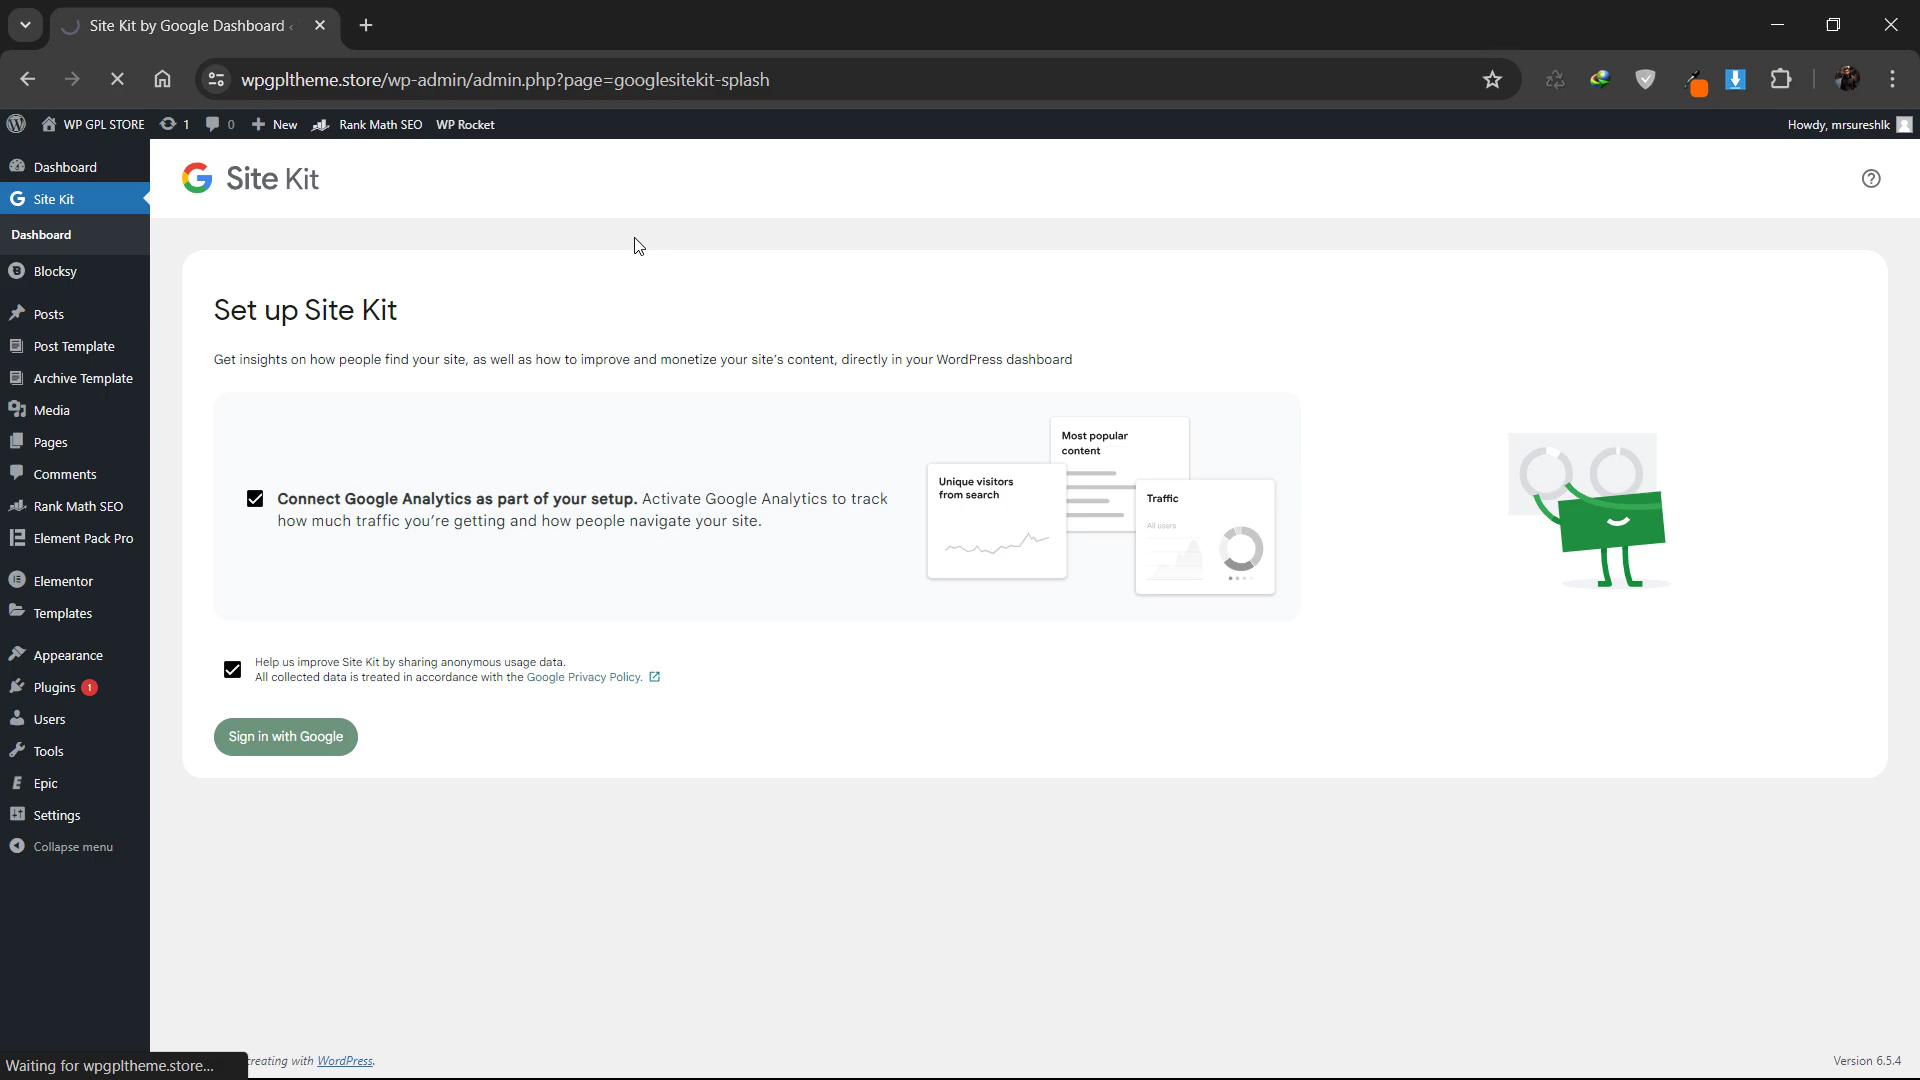 Site Kit by Google Dashboard ‹
wpgpltheme.store/wp-admin/admin.php?page=googlesitekit-splash
WP GPL STORE
1
0
New
Rank Math SEO
WP Rocket
Howdy, mrsureshlk
Dashboard
Site Kit
Dashboard
Blocksy
Posts
Post Template
Archive Template
Media
Pages
Comments
Rank Math SEO
Element Pack Pro
Elementor
Templates
Appearance
Plugins 1
Users
Tools
Epic
Settings
Collapse menu
Site Kit
Set up Site Kit
Get insights on how people find your site, as well as how to improve and monetize your site's content, directly in your WordPress dashboard
Connect Google Analytics as part of your setup. Activate Google Analytics to track
how much traffic you're getting and how people navigate your site.
Most popular
content
Unique visitors
from search
Traffic
All users
Help us improve Site Kit by sharing anonymous usage data.
All collected data is treated in accordance with the Google Privacy Policy.
Sign in with Google
creating with WordPress.
Version 6.5.4
Waiting for wpgpltheme.store...